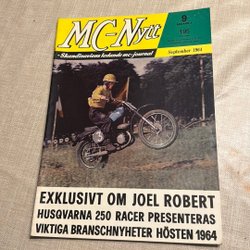 MC-Nytt
Skandinaviens ledande mc-journal
9
195
September 1964
EXKLUSIVT OM JOEL ROBERT
HUSQVARNA 250 RACER PRESENTERAS
VIKTIGA BRANSCHNYHETER HÖSTEN 1964